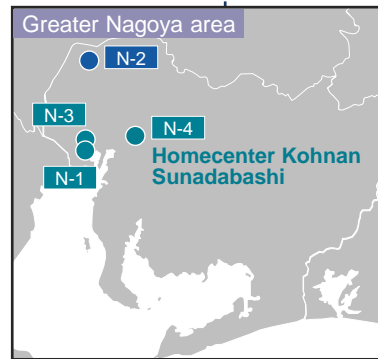 Greater Nagoya area
N-2
N-3
N-4
Homecenter Kohnan
Sunadabashi
N-1